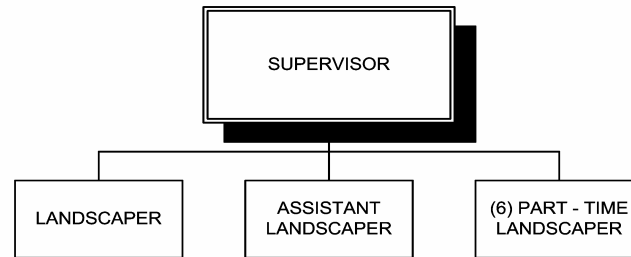 SUPERVISOR
LANDSCAPER
ASSISTANT
LANDSCAPER
(6) PART - TIME
LANDSCAPER